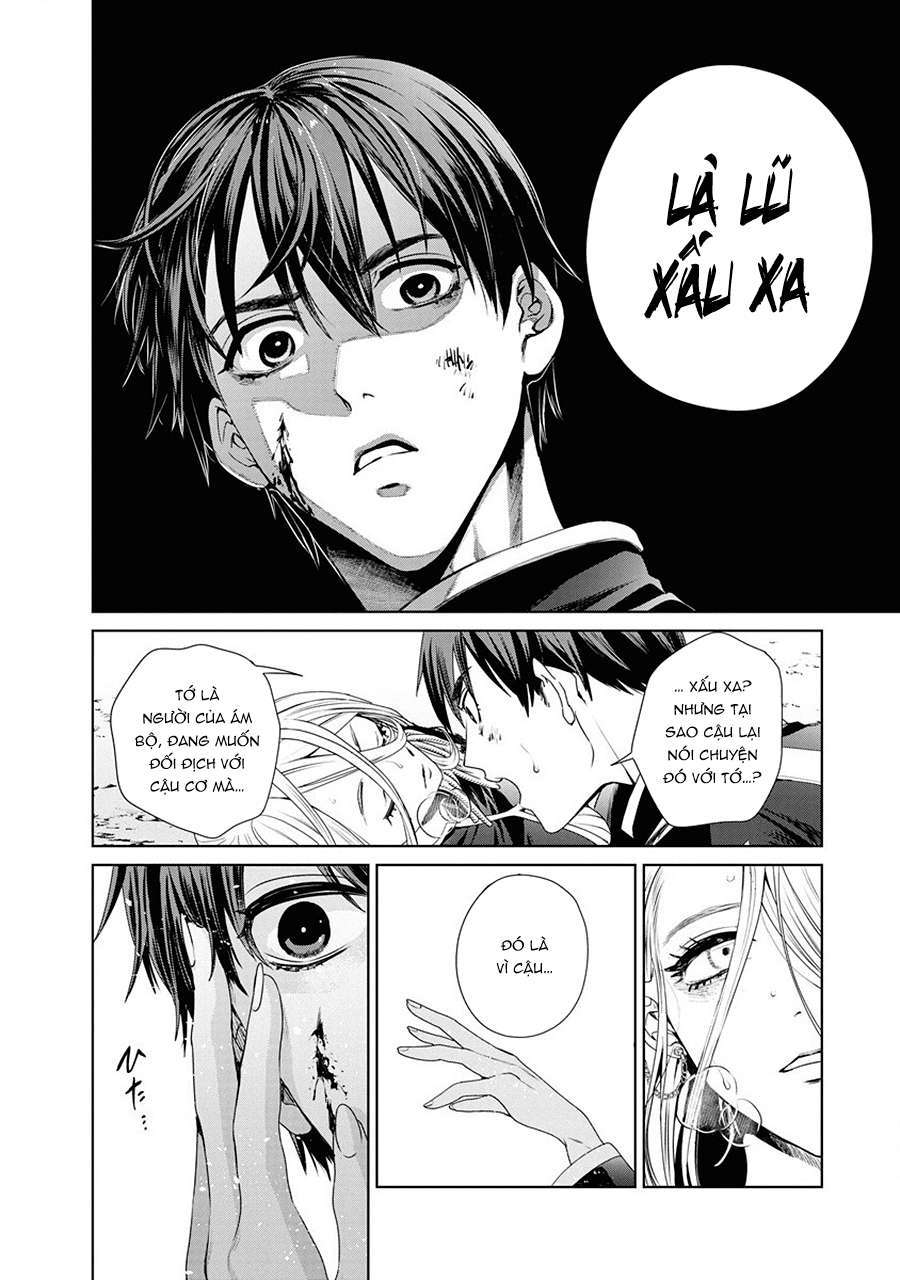 LÀ LŨ
XẤU XA
... XẤU XA?
NHƯNG TẠI
SAO CẬU LẠI
NÓI CHUYỆN
ĐÓ VỚI TỚ...?
TỚ LÀ
NGƯỜI CỦA ÁM
BỘ, ĐANG MUỐN
ĐỐI ĐỊCH VỚI
CẬU CƠ MÀ...
ĐÓ LÀ
VÌ CẬU...
ひた…